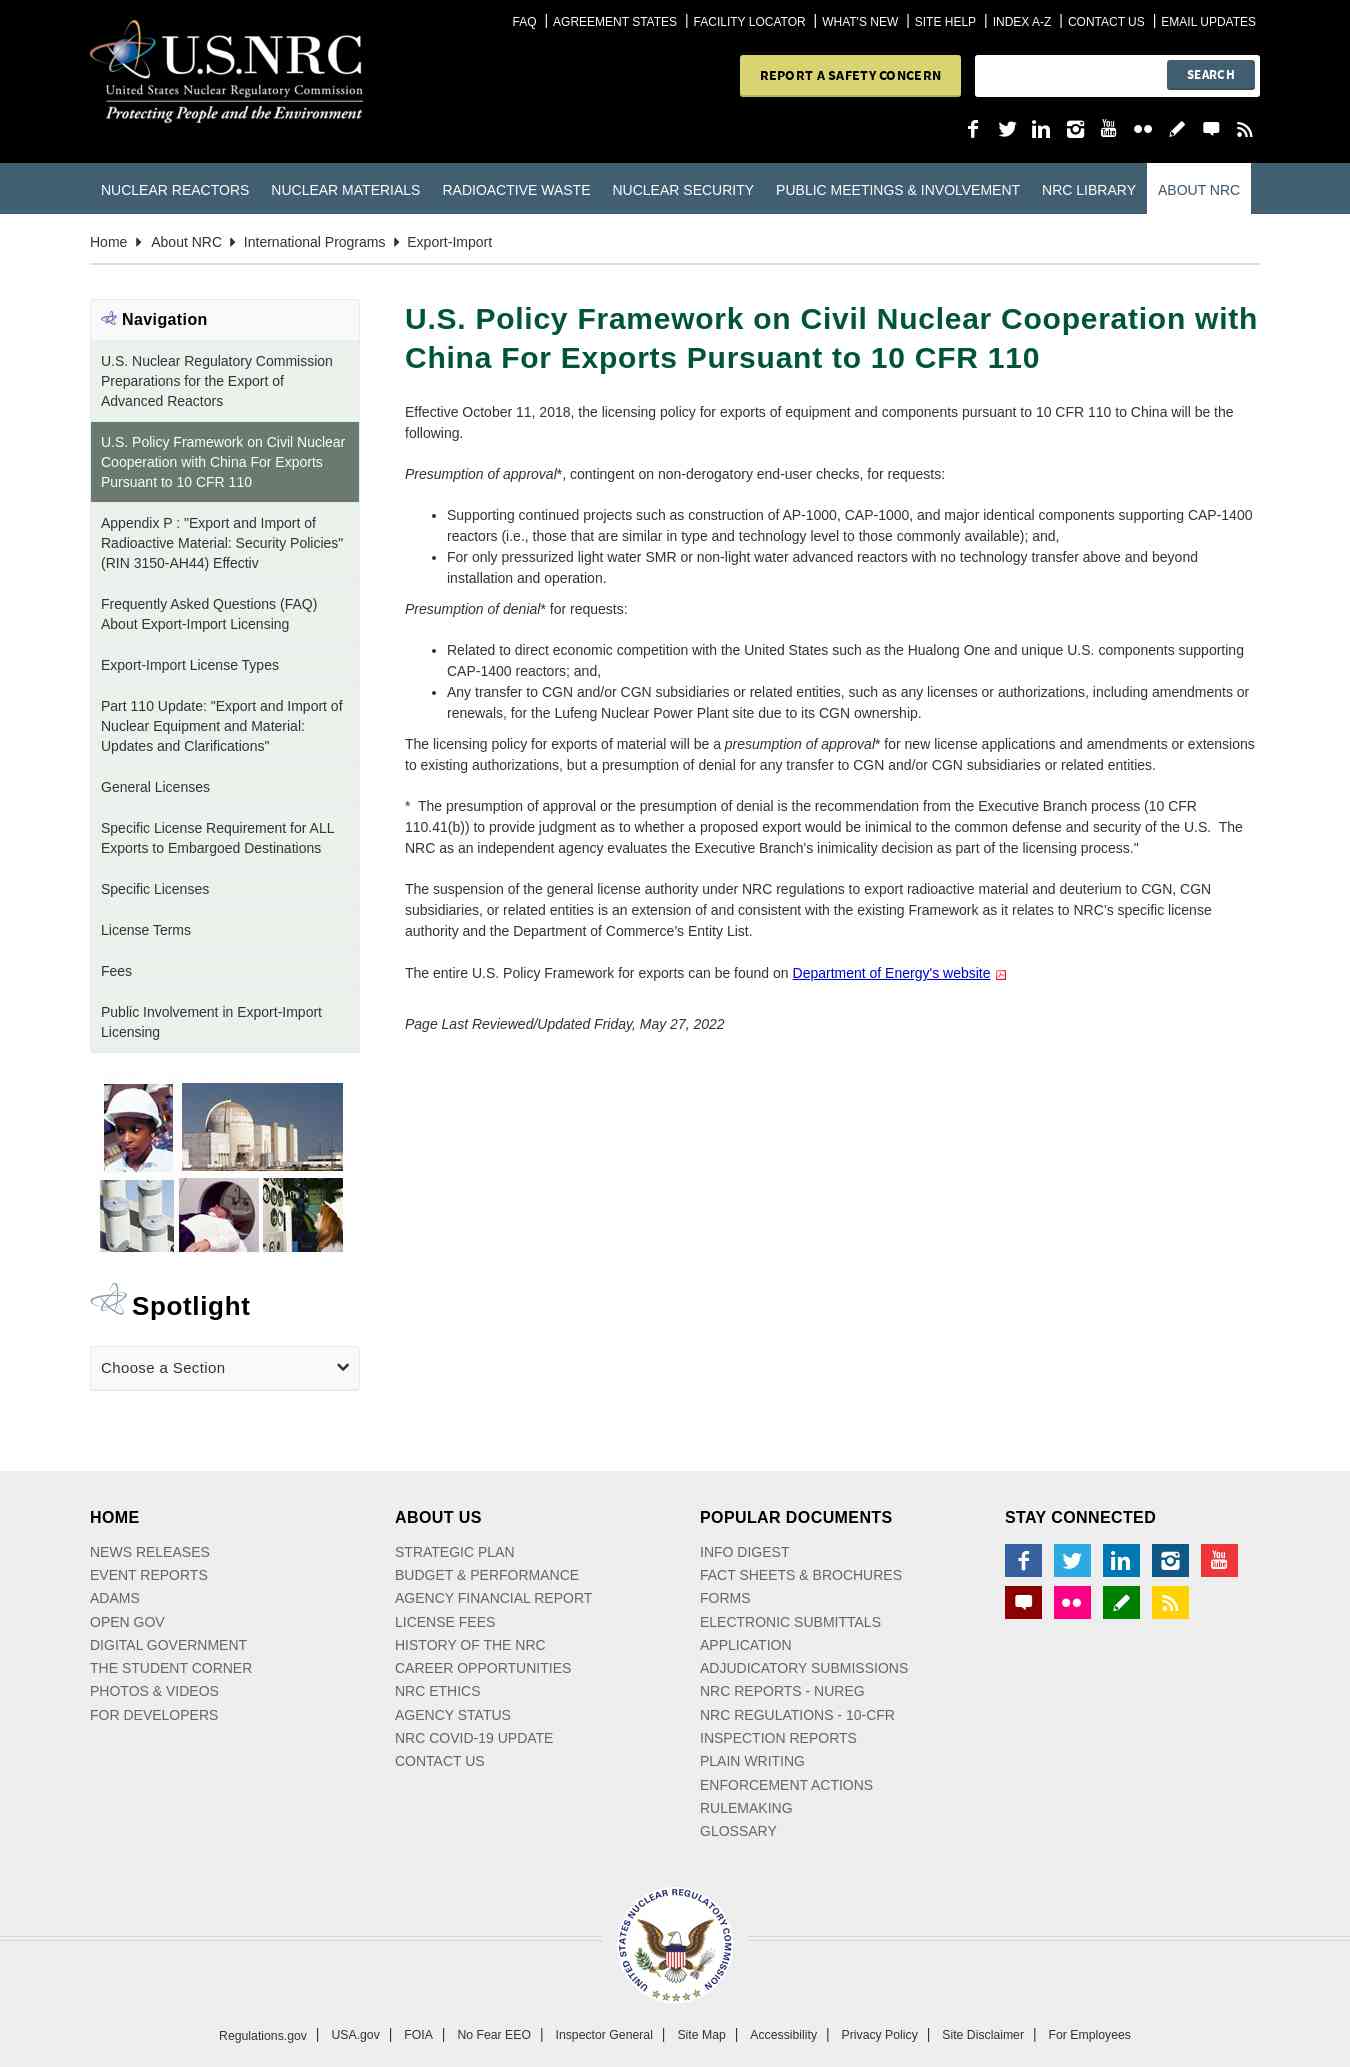 FAQ | AGREEMENT STATES | FACILITY LOCATOR | WHAT'S NEW | SITE HELP | INDEX A-Z | CONTACT US | EMAIL UPDATES
U.S.NRC
United States Nuclear Regulatory Commission
Protecting People and the Environment
REPORT A SAFETY CONCERN
SEARCH
You
Tube
NUCLEAR REACTORS NUCLEAR MATERIALS RADIOACTIVE WASTE NUCLEAR SECURITY PUBLIC MEETINGS & INVOLVEMENT NRC LIBRARY ABOUT NRC
Home About NRC International Programs Export-Import
Navigation
U.S. Nuclear Regulatory Commission
Preparations for the Export of
Advanced Reactors
U.S. Policy Framework on Civil Nuclear
Cooperation with China For Exports
Pursuant to 10 CFR 110
Appendix P : "Export and Import of
Radioactive Material: Security Policies"
(RIN 3150-AH44) Effectiv
Frequently Asked Questions (FAQ)
About Export-Import Licensing
Export-Import License Types
Part 110 Update: "Export and Import of
Nuclear Equipment and Material:
Updates and Clarifications"
General Licenses
Specific License Requirement for ALL
Exports to Embargoed Destinations
Specific Licenses
License Terms
Fees
Public Involvement in Export-Import
Licensing
Spotlight
Choose a Section
U.S. Policy Framework on Civil Nuclear Cooperation with
China For Exports Pursuant to 10 CFR 110
Effective October 11, 2018, the licensing policy for exports of equipment and components pursuant to 10 CFR 110 to China will be the
following.
Presumption of approval*, contingent on non-derogatory end-user checks, for requests:
• Supporting continued projects such as construction of AP-1000, CAP-1000, and major identical components supporting CAP-1400
reactors (i.e., those that are similar in type and technology level to those commonly available); and,
• For only pressurized light water SMR or non-light water advanced reactors with no technology transfer above and beyond
installation and operation.
Presumption of denial* for requests:
• Related to direct economic competition with the United States such as the Hualong One and unique U.S. components supporting
CAP-1400 reactors; and,
• Any transfer to CGN and/or CGN subsidiaries or related entities, such as any licenses or authorizations, including amendments or
renewals, for the Lufeng Nuclear Power Plant site due to its CGN ownership.
The licensing policy for exports of material will be a presumption of approval* for new license applications and amendments or extensions
to existing authorizations, but a presumption of denial for any transfer to CGN and/or CGN subsidiaries or related entities.
* The presumption of approval or the presumption of denial is the recommendation from the Executive Branch process (10 CFR
110.41(b)) to provide judgment as to whether a proposed export would be inimical to the common defense and security of the U.S. The
NRC as an independent agency evaluates the Executive Branch's inimicality decision as part of the licensing process."
The suspension of the general license authority under NRC regulations to export radioactive material and deuterium to CGN, CGN
subsidiaries, or related entities is an extension of and consistent with the existing Framework as it relates to NRC's specific license
authority and the Department of Commerce's Entity List.
The entire U.S. Policy Framework for exports can be found on Department of Energy's website
Page Last Reviewed/Updated Friday, May 27, 2022
HOME
NEWS RELEASES
EVENT REPORTS
ADAMS
OPEN GOV
DIGITAL GOVERNMENT
THE STUDENT CORNER
PHOTOS & VIDEOS
FOR DEVELOPERS
ABOUT US
STRATEGIC PLAN
BUDGET & PERFORMANCE
AGENCY FINANCIAL REPORT
LICENSE FEES
HISTORY OF THE NRC
CAREER OPPORTUNITIES
NRC ETHICS
AGENCY STATUS
NRC COVID-19 UPDATE
CONTACT US
POPULAR DOCUMENTS
INFO DIGEST
FACT SHEETS & BROCHURES
FORMS
ELECTRONIC SUBMITTALS
APPLICATION
ADJUDICATORY SUBMISSIONS
NRC REPORTS - NUREG
NRC REGULATIONS - 10-CFR
INSPECTION REPORTS
PLAIN WRITING
ENFORCEMENT ACTIONS
RULEMAKING
GLOSSARY
STAY CONNECTED
You
Tube
UNITED STATES NUCLEAR REGULATORY COMMISSION
Regulations.gov | USA.gov | FOIA | No Fear EEO | Inspector General | Site Map | Accessibility | Privacy Policy | Site Disclaimer | For Employees